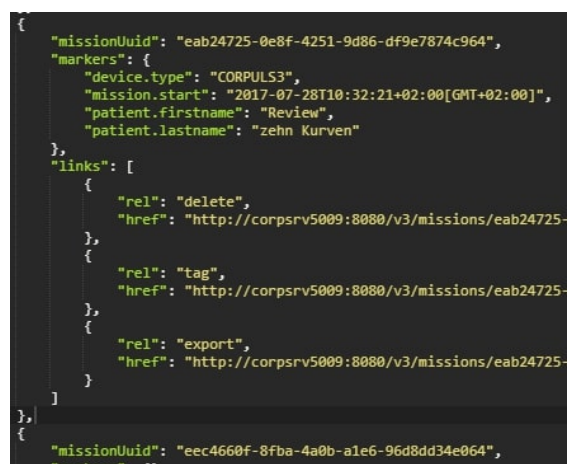 {
"missionUuid": "eab24725-0e8f-4251-9d86-df9e7874c964",
"markers": {
"device.type": "CORPULS3",
"mission.start": "2017-07-28T10:32:21+02:00[GMT+02:00]",
"patient.firstname": "Review",
"patient.lastname": "zehn Kurven"
},
"links": [
{
"rel": "delete",
"href": "http://corpsrv5009:8080/v3/missions/eab24725-
},
{
"rel": "tag",
"href": "http://corpsrv5009:8080/v3/missions/eab24725-
},
{
"rel": "export",
"href": "http://corpsrv5009:8080/v3/missions/eab24725-
}
]
},
{
"missionUuid": "eec4660f-8fba-4a0b-a1e6-96d8dd34e064",